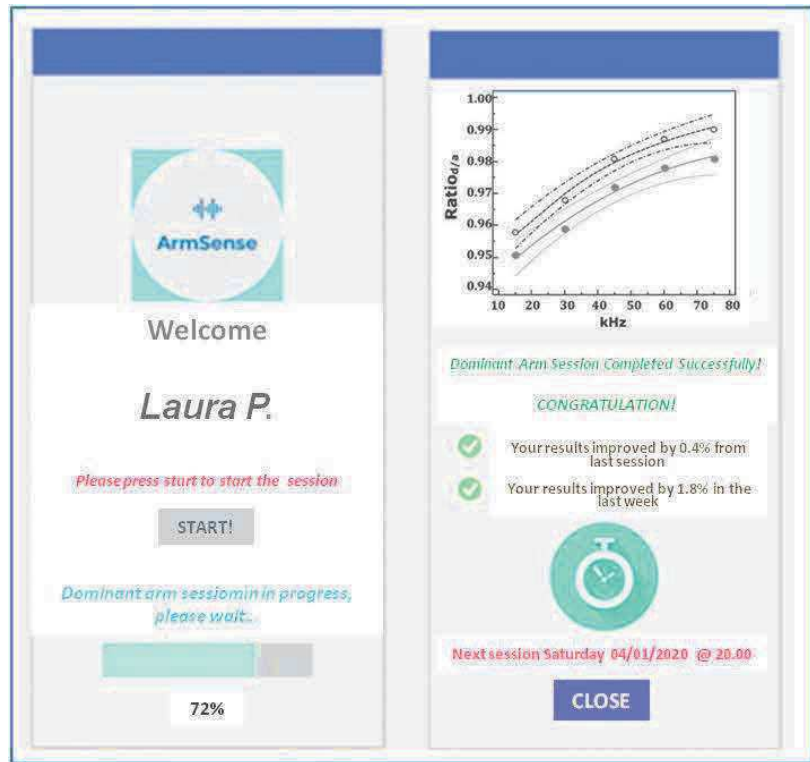 ArmSense
Welcome
Laura P.
Please press start to start the session
START!
Dominant arm sessiomin in progress,
please wait..
72%
1.00
0.99
0.98
0.97
0.96
0.95
0.94
Ratiod/a
10 20 30 40 50 60 70 80
kHz
Dominant Arm Session Completed Successfully!
CONGRATULATION!
Your results improved by 0.4% from
last session
Your results improved by 1.8% in the
last week
Next session Saturday 04/01/2020 @ 20.00
CLOSE